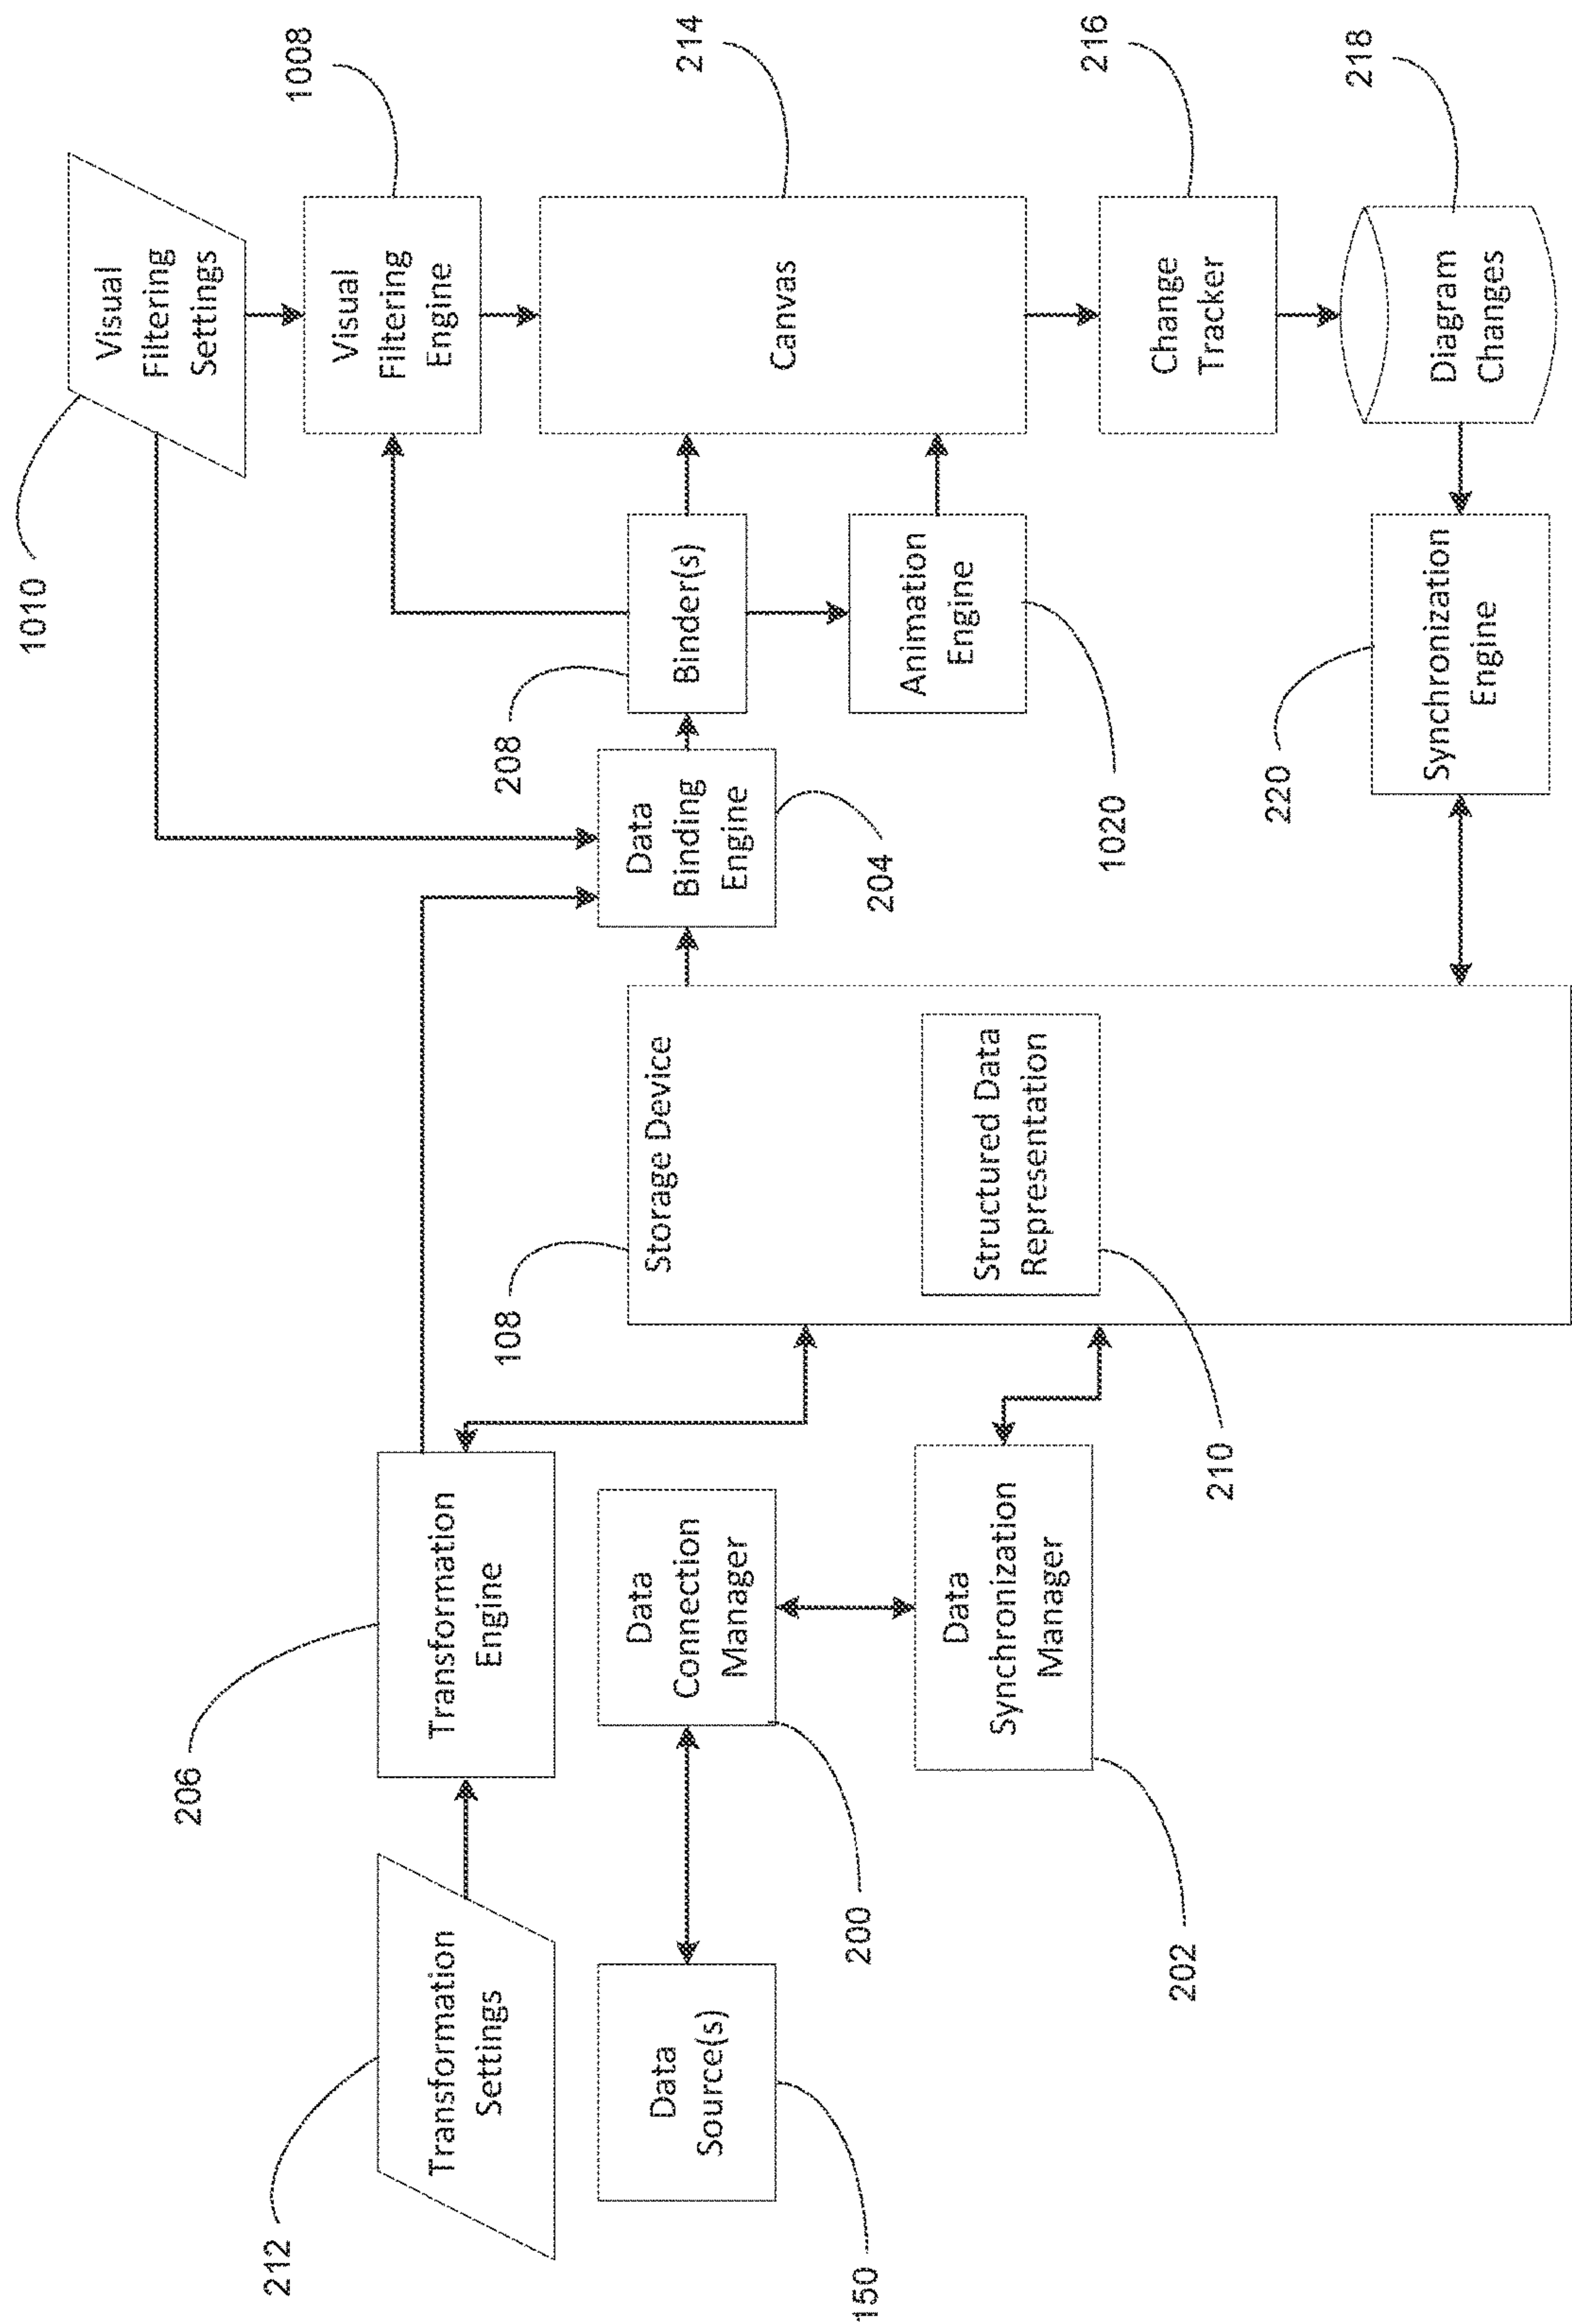 1010
Visual
Filtering
Settings
1008
Visual
Filtering
Engine
214
Canvas
216
Change
Tracker
218
Diagram
Changes
208
Binder(s)
Animation
Engine
1020
220
Synchronization
Engine
Data
Binding
Engine
204
108
Storage Device
Structured Data
Representation
210
206
Transformation
Engine
Data
Connection
Manager
200
Data
Synchronization
Manager
202
212
Transformation
Settings
Data
Source(s)
150